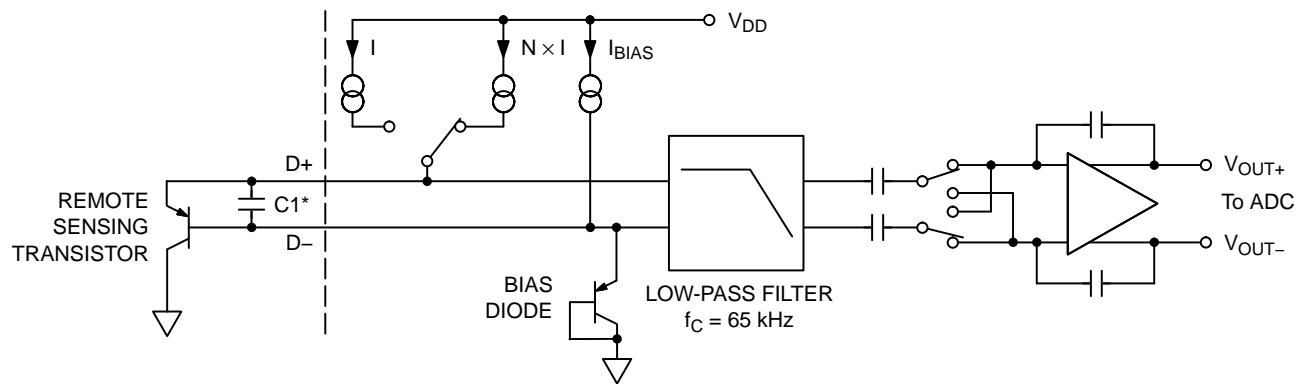 V_DD
I
N × I
I_BIAS
D+
C1*
D−
REMOTE
SENSING
TRANSISTOR
BIAS
DIODE
LOW-PASS FILTER
f_C = 65 kHz
V_OUT+
To ADC
V_OUT−